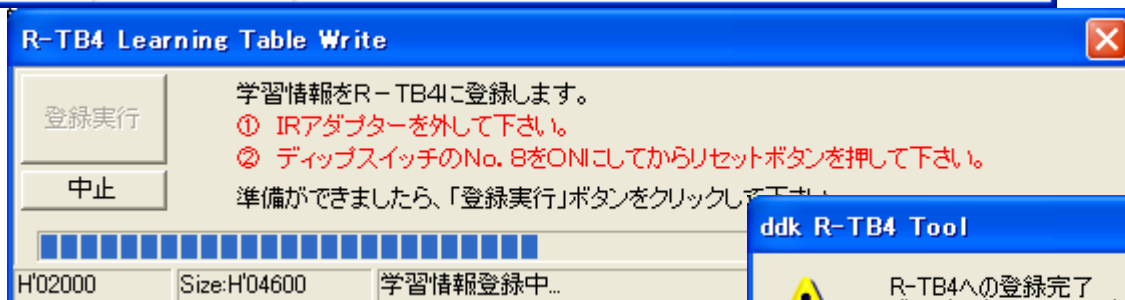 R-TB4 Learning Table Write
登録実行
学習情報をR－TB4に登録します。
① IRアダプターを外して下さい。
② ディップスイッチのNo. 8をONにしてからリセットボタンを押して下さい。
中止
準備ができましたら、「登録実行」ボタンをクリックして下さい
H'02000
Size:H'04600
学習情報登録中...
ddk R-TB4 Tool
R-TB4への登録完了